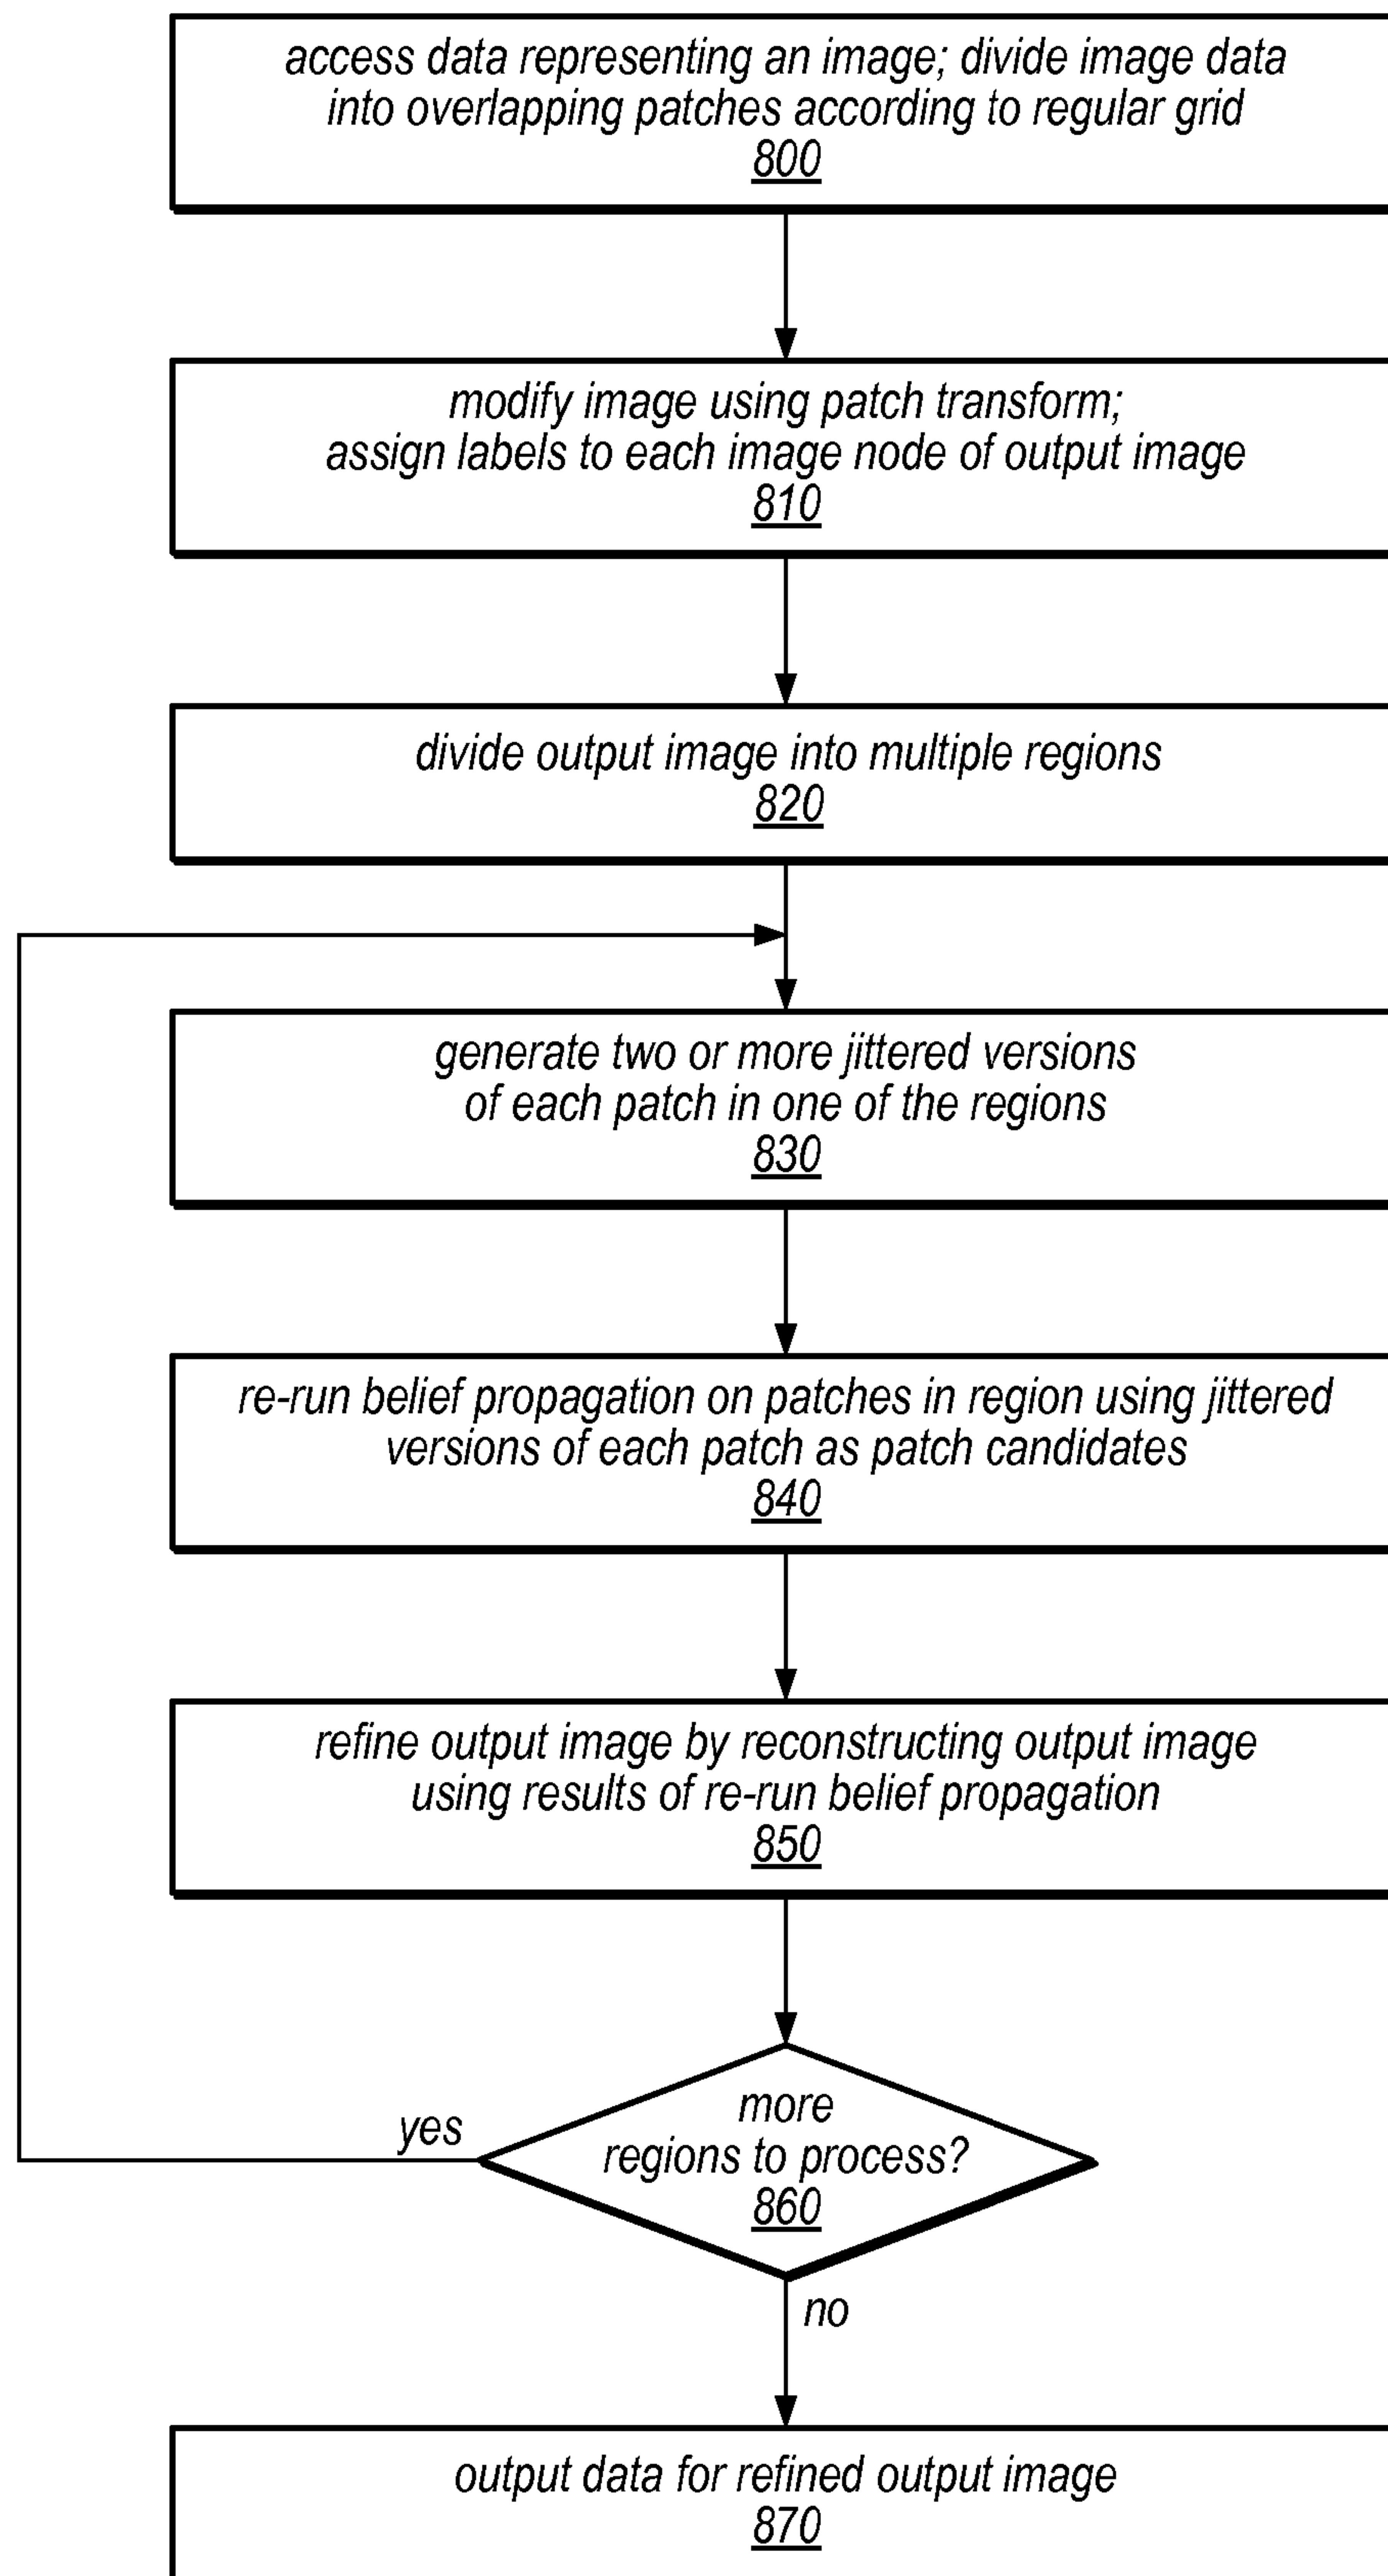 access data representing an image; divide image data
into overlapping patches according to regular grid
800
modify image using patch transform;
assign labels to each image node of output image
810
divide output image into multiple regions
820
generate two or more jittered versions
of each patch in one of the regions
830
re-run belief propagation on patches in region using jittered
versions of each patch as patch candidates
840
refine output image by reconstructing output image
using results of re-run belief propagation
850
more
yes
regions to process?
860
no
output data for refined output image
870